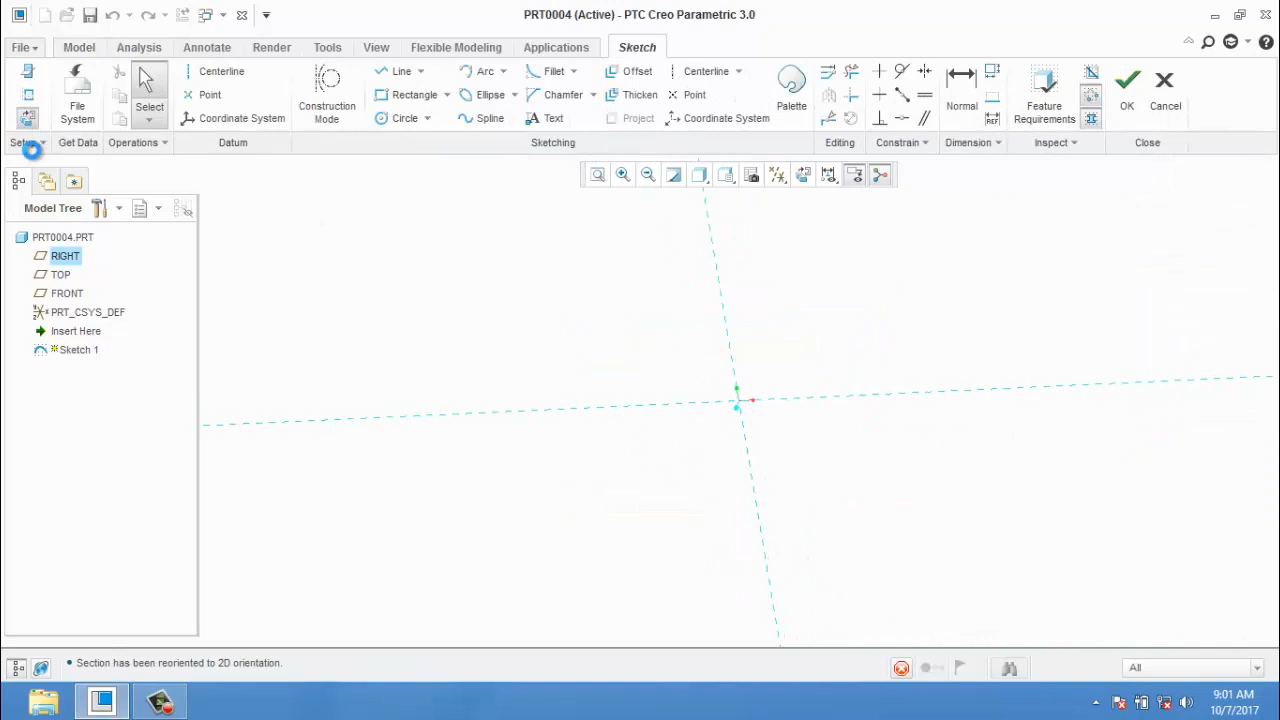 PRT0004 (Active) - PTC Creo Parametric 3.0
File Model Analysis Annotate Render Tools View Flexible Modeling Applications Sketch
Centerline Line Arc Fillet Offset Centerline
Point Rectangle Ellipse Chamfer Thicken Point
Coordinate System Circle Spline Text Project Coordinate System
File System
Select
Construction Mode
Palette
Normal
Feature Requirements
OK
Cancel
Setup Get Data Operations Datum Sketching Editing Constrain Dimension Inspect Close
Model Tree
PRT0004.PRT
RIGHT
TOP
FRONT
PRT_CSYS_DEF
Insert Here
Sketch 1
• Section has been reoriented to 2D orientation.
All
9:01 AM
10/7/2017